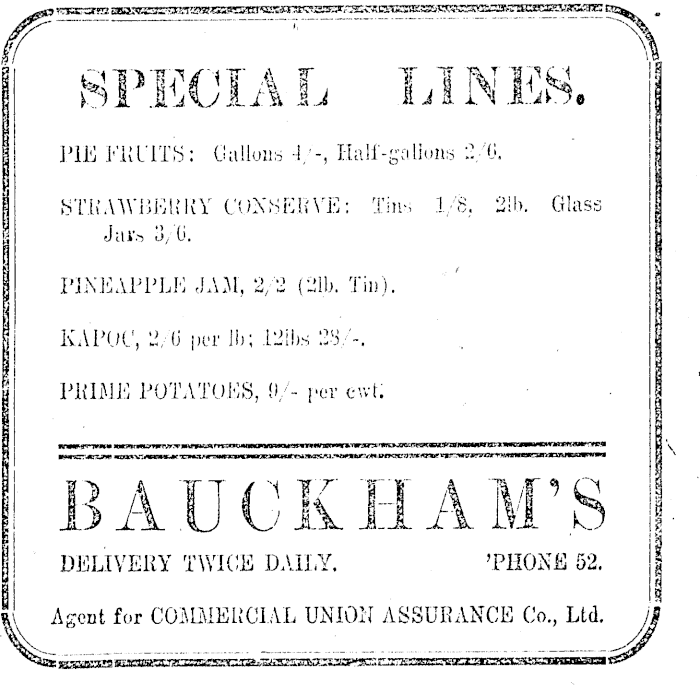 SPECIAL LINES.
PIE FRUITS: Gallons 4/-, Half-gallons 2/6.
STRAWBERRY CONSERVE: Tins 1/8, 2lb. Glass
Jars 3/6.
PINEAPPLE JAM, 2/2 (2lb. Tin).
KAPOC, 2/6 per lb; 12lbs 28/-.
PRIME POTATOES, 9/- per cwt.
BAUCKHAM'S
DELIVERY TWICE DAILY. 'PHONE 52.
Agent for COMMERCIAL UNION ASSURANCE Co., Ltd.